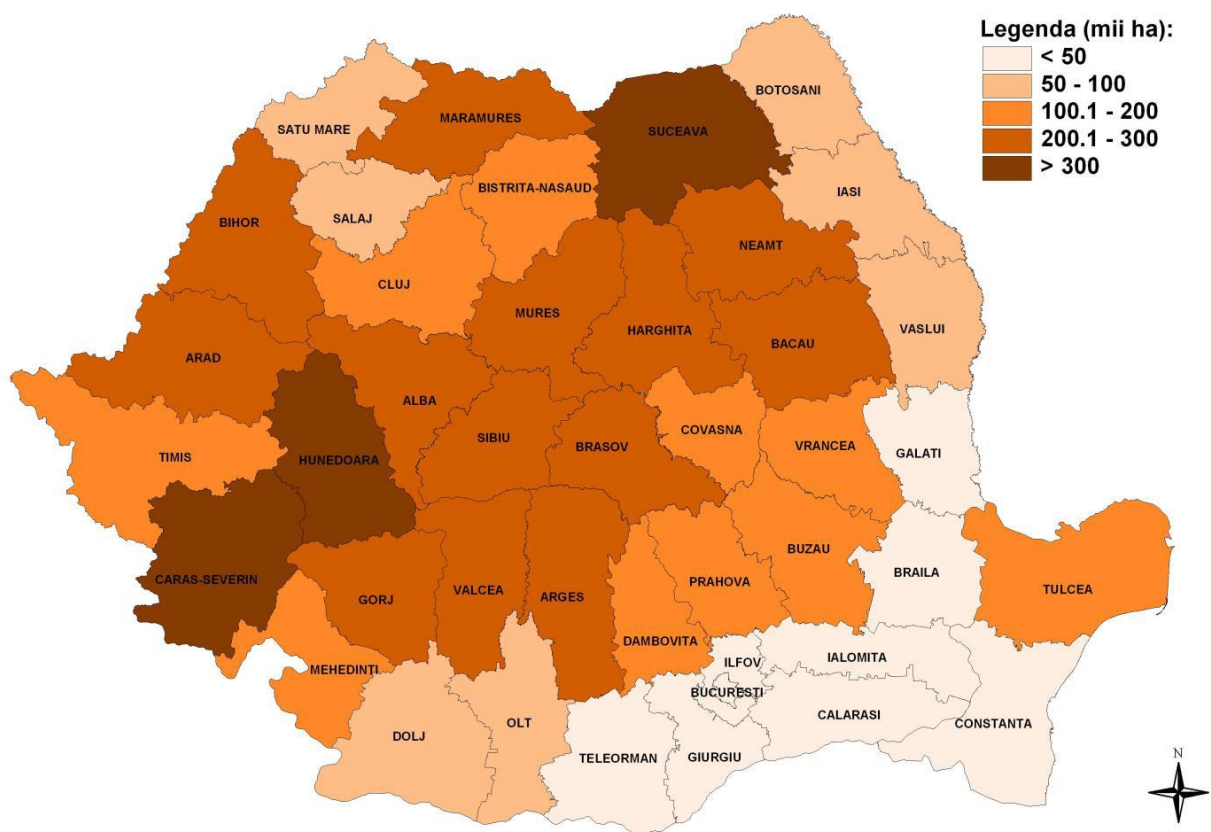 Legenda (mii ha):
< 50
50 - 100
100.1 - 200
200.1 - 300
> 300
BOTOSANI
SATU MARE
MARAMURES
SUCEAVA
BISTRITA-NASAUD
IASI
SALAJ
BIHOR
NEAMT
CLUJ
MURES
HARGHITA
BACAU
VASLUI
ARAD
ALBA
COVASNA
SIBIU
BRASOV
VRANCEA
GALATI
TIMIS
HUNEDOARA
BUZAU
BRAILA
CARAS-SEVERIN
PRAHOVA
TULCEA
GORJ
VALCEA
ARGES
DAMBOVITA
IALOMITA
ILFOV
MEHEDINTI
BUCURESTI
CALARASI
CONSTANTA
DOLJ
OLT
TELEORMAN
GIURGIU
N